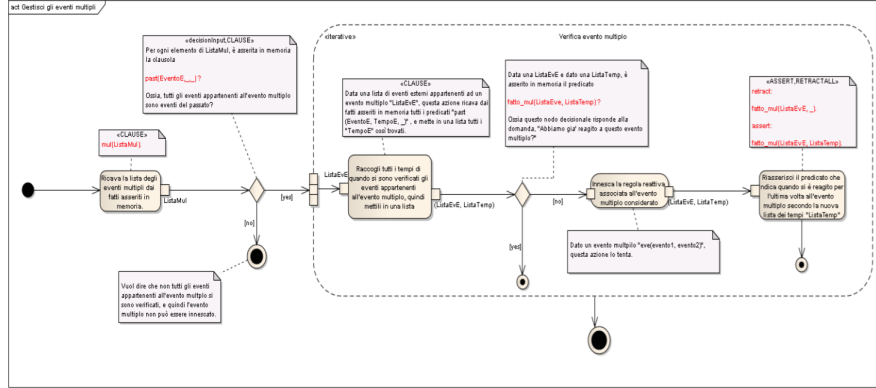 act Gestisci gli eventi multipli
«decisionInput,CLAUSE»
Per ogni elemento di ListaMul, è asserita in memoria
la clausola
past(EventoE,_,_) ?
Ossia, tutti gli eventi appartenenti all'evento multiplo
sono eventi del passato?
«CLAUSE»
mul(ListaMul).
Ricava la lista degli
eventi multipli dai
fatti asseriti in
memoria.
ListaMul
[no]
[yes]
Vuol dire che non tutti gli eventi
appartenenti all'evento multplo si
sono verificati, e quindi l'evento
multiplo non può essere innescato.
«iterative»
Verifica evento multiplo
«CLAUSE»
Data una lista di eventi esterni appartenenti ad un
evento multiplo "ListaEvE", questa azione ricava dai
fatti asseriti in memoria tutti i predicati "past
(EventoE, TempoE, _)" , e mette in una lista tutti i
"TempoE" così trovati.
ListaEvE
Raccogli tutti i tempi di
quando si sono verificati gli
eventi appartenenti
all'evento multiplo, quindi
mettili in una lista
(ListaEvE, ListaTemp)
Data una ListaEvE e dato una ListaTemp, è
asserito in memoria il predicato
fatto_mul(ListaEve, ListaTemp) ?
Ossia questo nodo decisionale risponde alla
domanda, "Abbiamo gia' reagito a questo evento
multiplo?"
[no]
[yes]
Innesca la regola reattiva
associata all'evento
multiplo considerato
(ListaEvE, ListaTemp)
Dato un evento multpilo "eve(evento1, evento2)",
questa azione lo tenta.
«ASSERT,RETRACTALL»
retract:
fatto_mul(ListaEvE, _).
assert:
fatto_mul(ListaEvE, ListaTemp).
Riasserisci il predicato che
indica quando si è reagito per
l'ultima volta all'evento
multiplo secondo la nuova
lista dei tempi "ListaTemp"